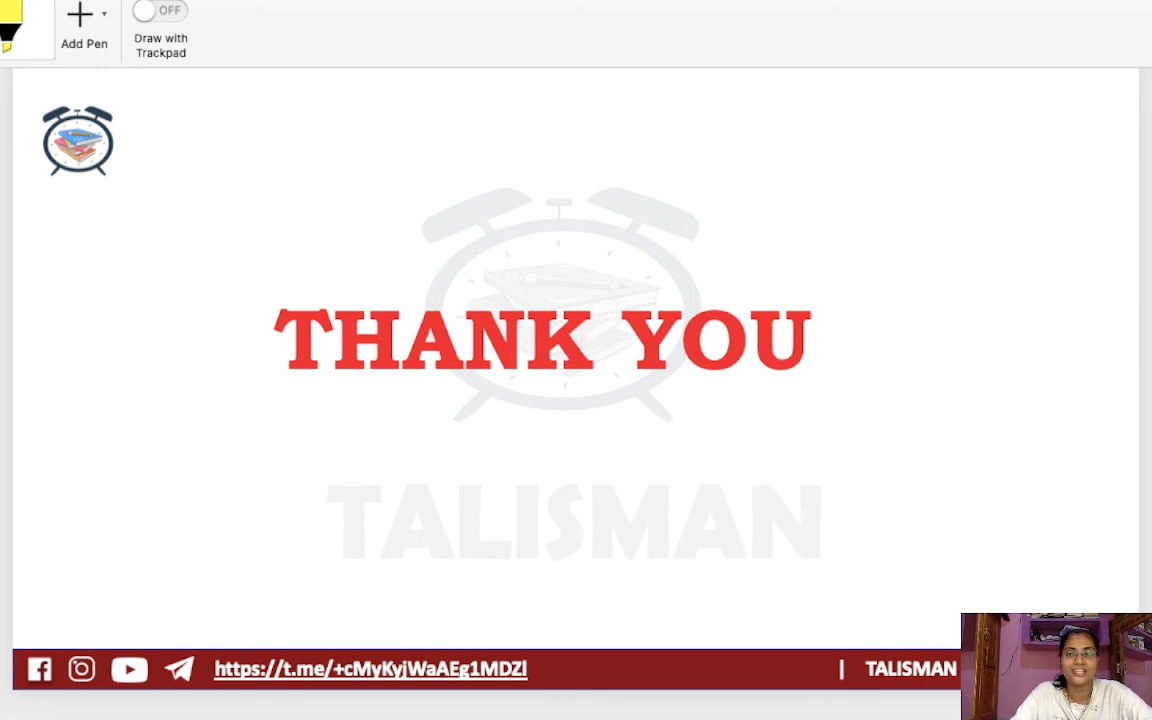 OFF
Add Pen
Draw with
Trackpad
THANK YOU
TALISMAN
https://t.me/+cMyKyjWaAEg1MDZl
| TALISMAN